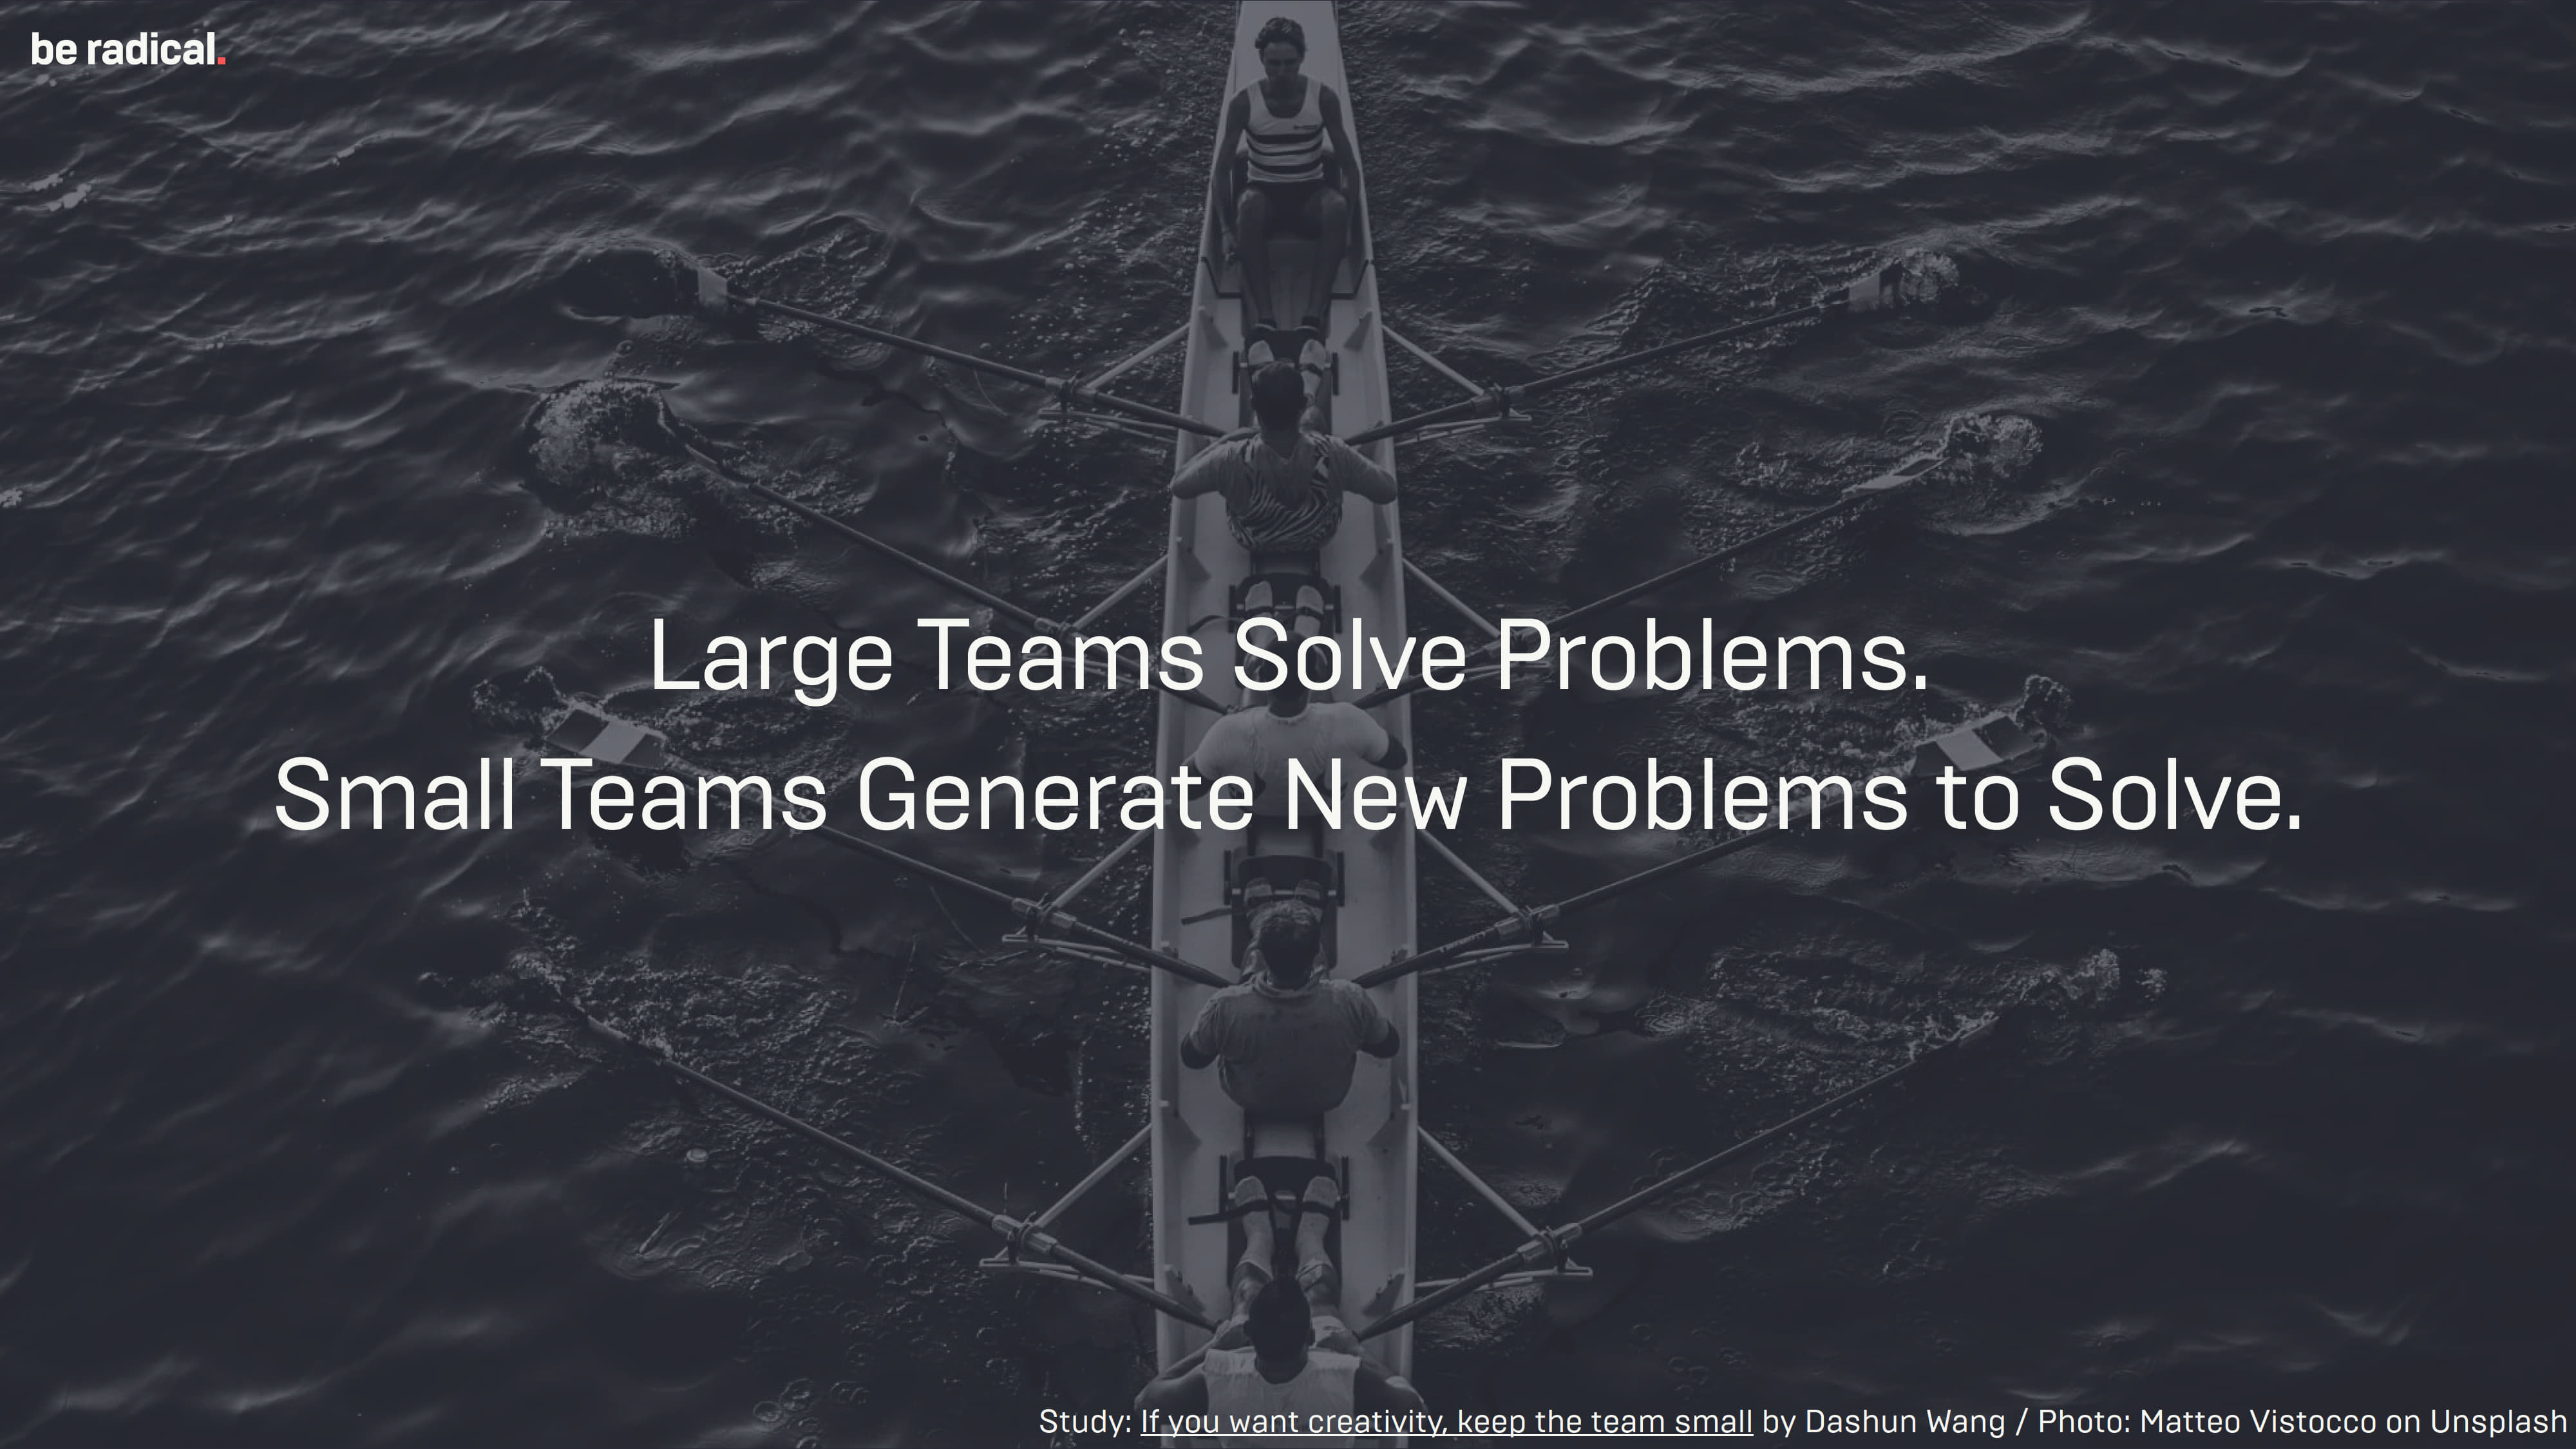 be radical.
Large Teams Solve Problems.
Small Teams Generate New Problems to Solve.
Study: If you want creativity, keep the team small by Dashun Wang / Photo: Matteo Vistocco on Unsplash